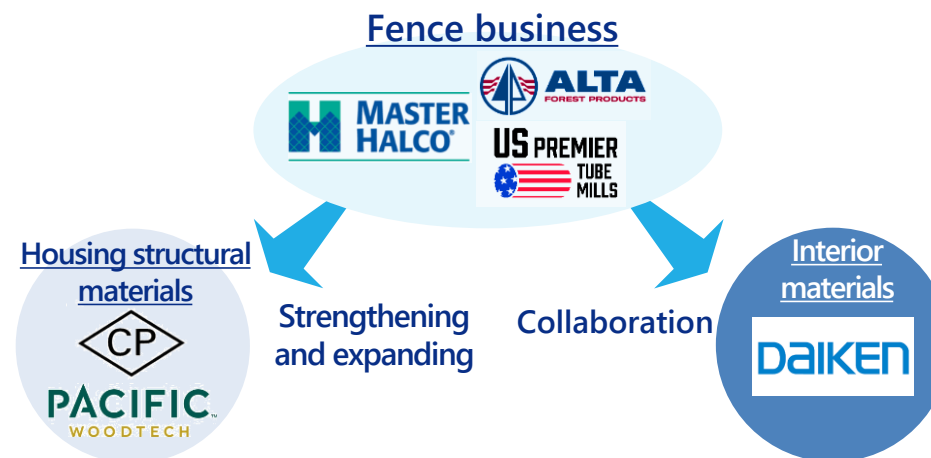 Fence business
MASTER
HALCO®
ALTA
FOREST PRODUCTS
US PREMIER
TUBE
MILLS
Housing structural
materials
CP
PACIFIC™
WOODTECH
Strengthening
and expanding
Collaboration
Interior
materials
DAIKEN